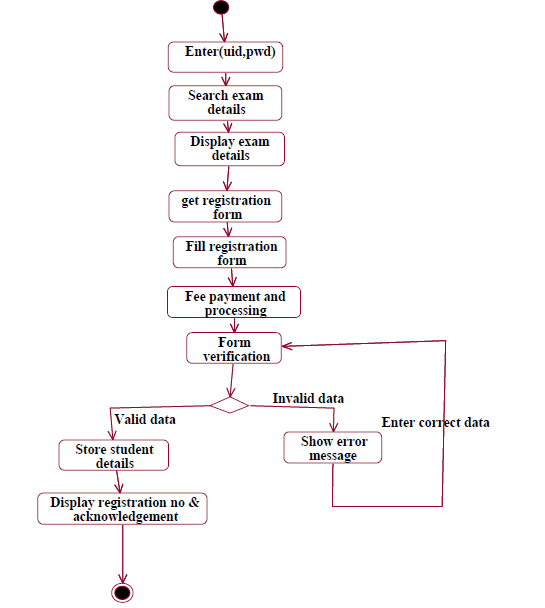 Enter(uid,pwd)
Search exam
details
Display exam
details
get registration
form
Fill registration
form
Fee payment and
processing
Form
verification
Invalid data
Valid data
Enter correct data
Store student
details
Show error
message
Display registration no &
acknowledgement